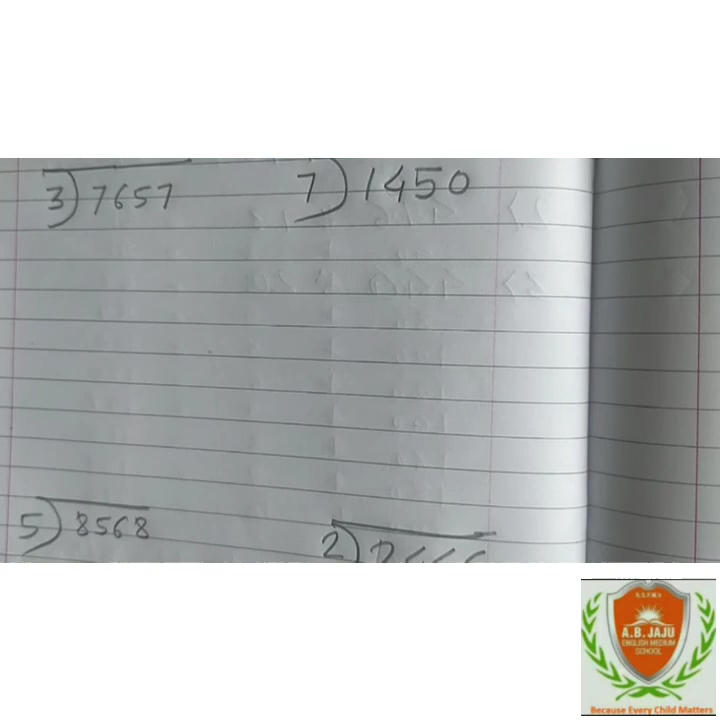 3)7657
7)1450
5)8568
2)
B.S.P.M's
A.B. JAJU
ENGLISH MEDIUM
SCHOOL
Because Every Child Matters